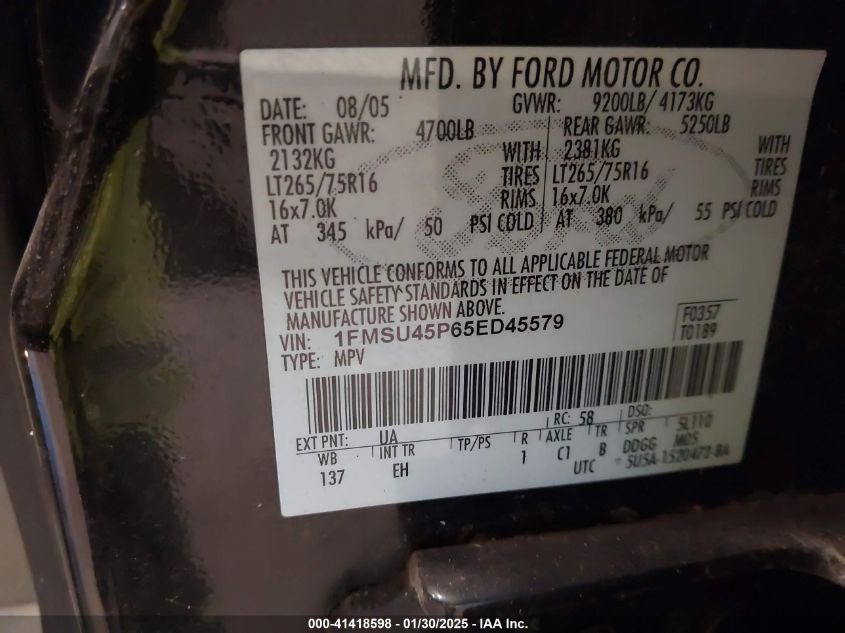 MFD. BY FORD MOTOR CO.
DATE: 08/05 GVWR: 9200LB/ 4173KG
FRONT GAWR: 4700LB REAR GAWR: 5250LB
2132KG WITH 2381KG WITH
LT265/75R16 TIRES LT265/75R16 TIRES
16x7.0K RIMS 16x7.0K RIMS
AT 345 kPa/ 50 PSI COLD AT 380 kPa/ 55 PSI COLD
THIS VEHICLE CONFORMS TO ALL APPLICABLE FEDERAL MOTOR
VEHICLE SAFETY STANDARDS IN EFFECT ON THE DATE OF
MANUFACTURE SHOWN ABOVE.
VIN: 1FMSU45P65ED45579 F0357
TYPE: MPV T0189
EXT PNT: UA RC: 58 DSO:
WB INT TR TP/PS R AXLE TR SPR SL110
137 EH 1 C1 B DDGG MOS
UTC
000-41418598 - 01/30/2025 - IAA Inc.